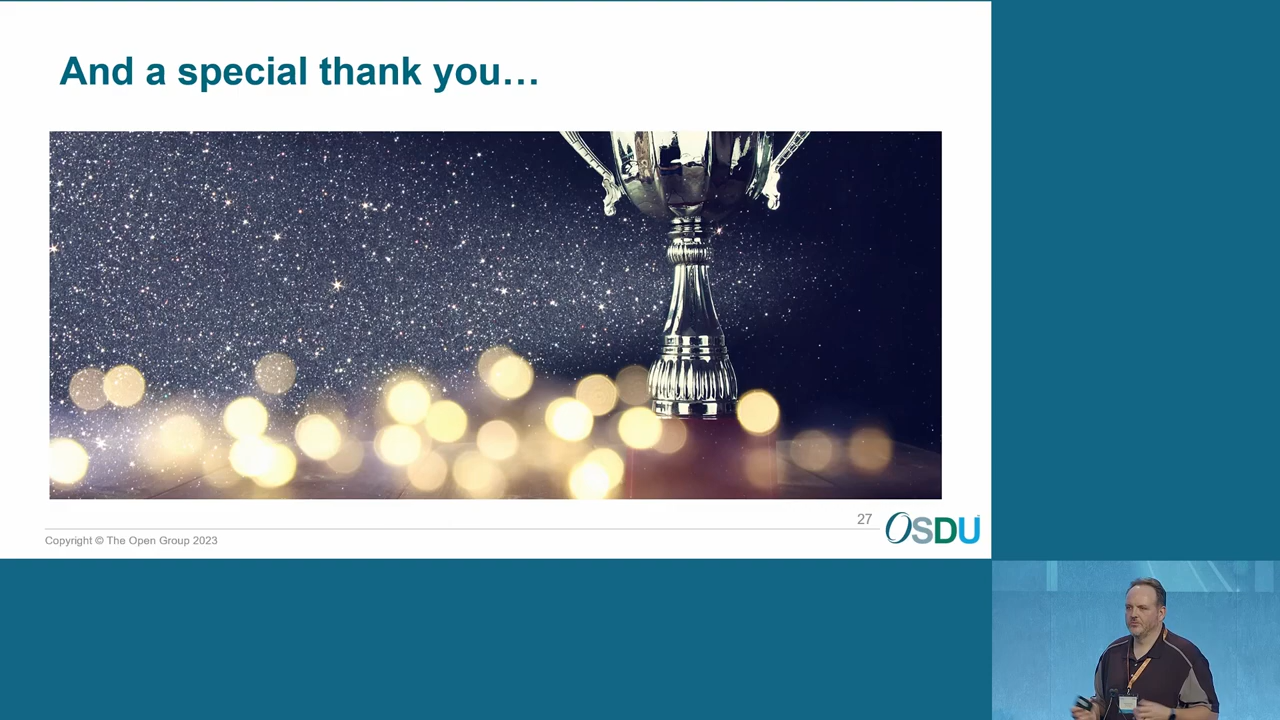 And a special thank you…
27
Copyright © The Open Group 2023
OSDU